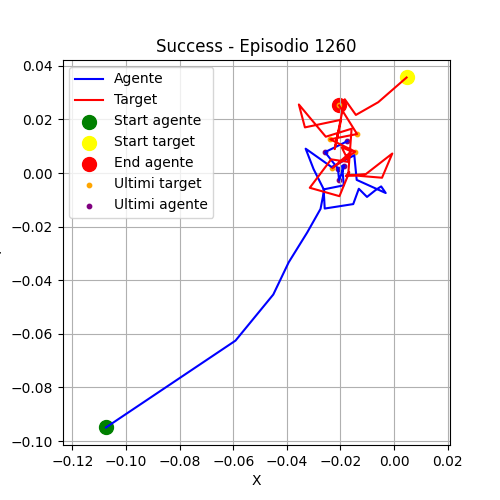 Success - Episodio 1260
0.04
0.02
0.00
−0.02
−0.04
−0.06
−0.08
−0.10
Agente
Target
Start agente
Start target
End agente
Ultimi target
Ultimi agente
−0.12 −0.10 −0.08 −0.06 −0.04 −0.02 0.00 0.02
X